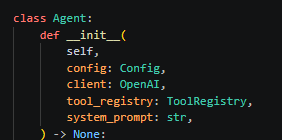 class Agent:
    def __init__(
        self,
        config: Config,
        client: OpenAI,
        tool_registry: ToolRegistry,
        system_prompt: str,
    ) -> None: